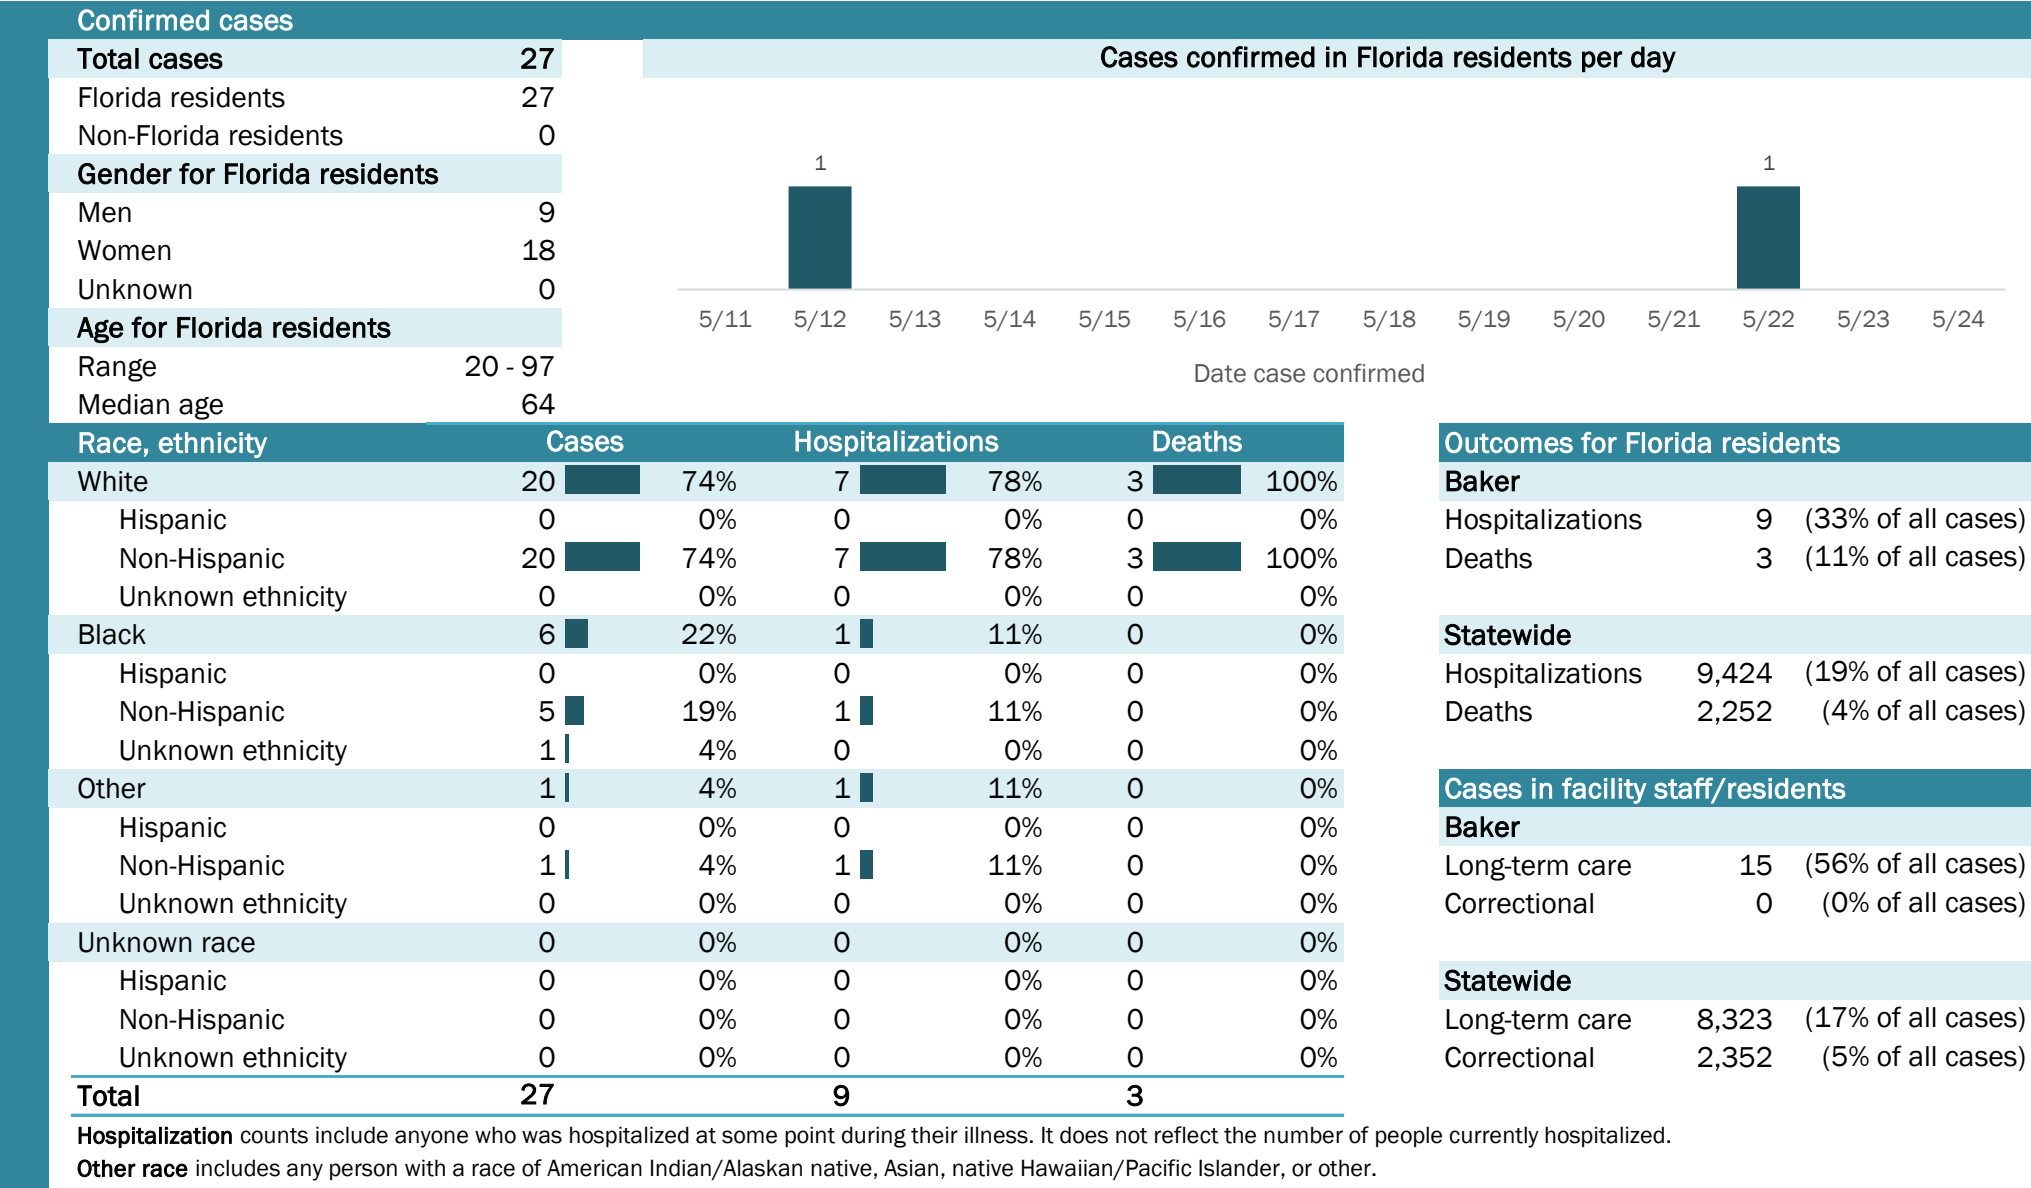 Confirmed cases
Total cases 27
Florida residents 27
Non-Florida residents 0
Gender for Florida residents
Men 9
Women 18
Unknown 0
Age for Florida residents
Range 20 - 97
Median age 64
Cases confirmed in Florida residents per day
1 1
5/11 5/12 5/13 5/14 5/15 5/16 5/17 5/18 5/19 5/20 5/21 5/22 5/23 5/24
Date case confirmed
Race, ethnicity Cases Hospitalizations Deaths
White 20 74% 7 78% 3 100%
Hispanic 0 0% 0 0% 0 0%
Non-Hispanic 20 74% 7 78% 3 100%
Unknown ethnicity 0 0% 0 0% 0 0%
Black 6 22% 1 11% 0 0%
Hispanic 0 0% 0 0% 0 0%
Non-Hispanic 5 19% 1 11% 0 0%
Unknown ethnicity 1 4% 0 0% 0 0%
Other 1 4% 1 11% 0 0%
Hispanic 0 0% 0 0% 0 0%
Non-Hispanic 1 4% 1 11% 0 0%
Unknown ethnicity 0 0% 0 0% 0 0%
Unknown race 0 0% 0 0% 0 0%
Hispanic 0 0% 0 0% 0 0%
Non-Hispanic 0 0% 0 0% 0 0%
Unknown ethnicity 0 0% 0 0% 0 0%
Total 27 9 3
Outcomes for Florida residents
Baker
Hospitalizations 9 (33% of all cases)
Deaths 3 (11% of all cases)
Statewide
Hospitalizations 9,424 (19% of all cases)
Deaths 2,252 (4% of all cases)
Cases in facility staff/residents
Baker
Long-term care 15 (56% of all cases)
Correctional 0 (0% of all cases)
Statewide
Long-term care 8,323 (17% of all cases)
Correctional 2,352 (5% of all cases)
Hospitalization counts include anyone who was hospitalized at some point during their illness. It does not reflect the number of people currently hospitalized.
Other race includes any person with a race of American Indian/Alaskan native, Asian, native Hawaiian/Pacific Islander, or other.